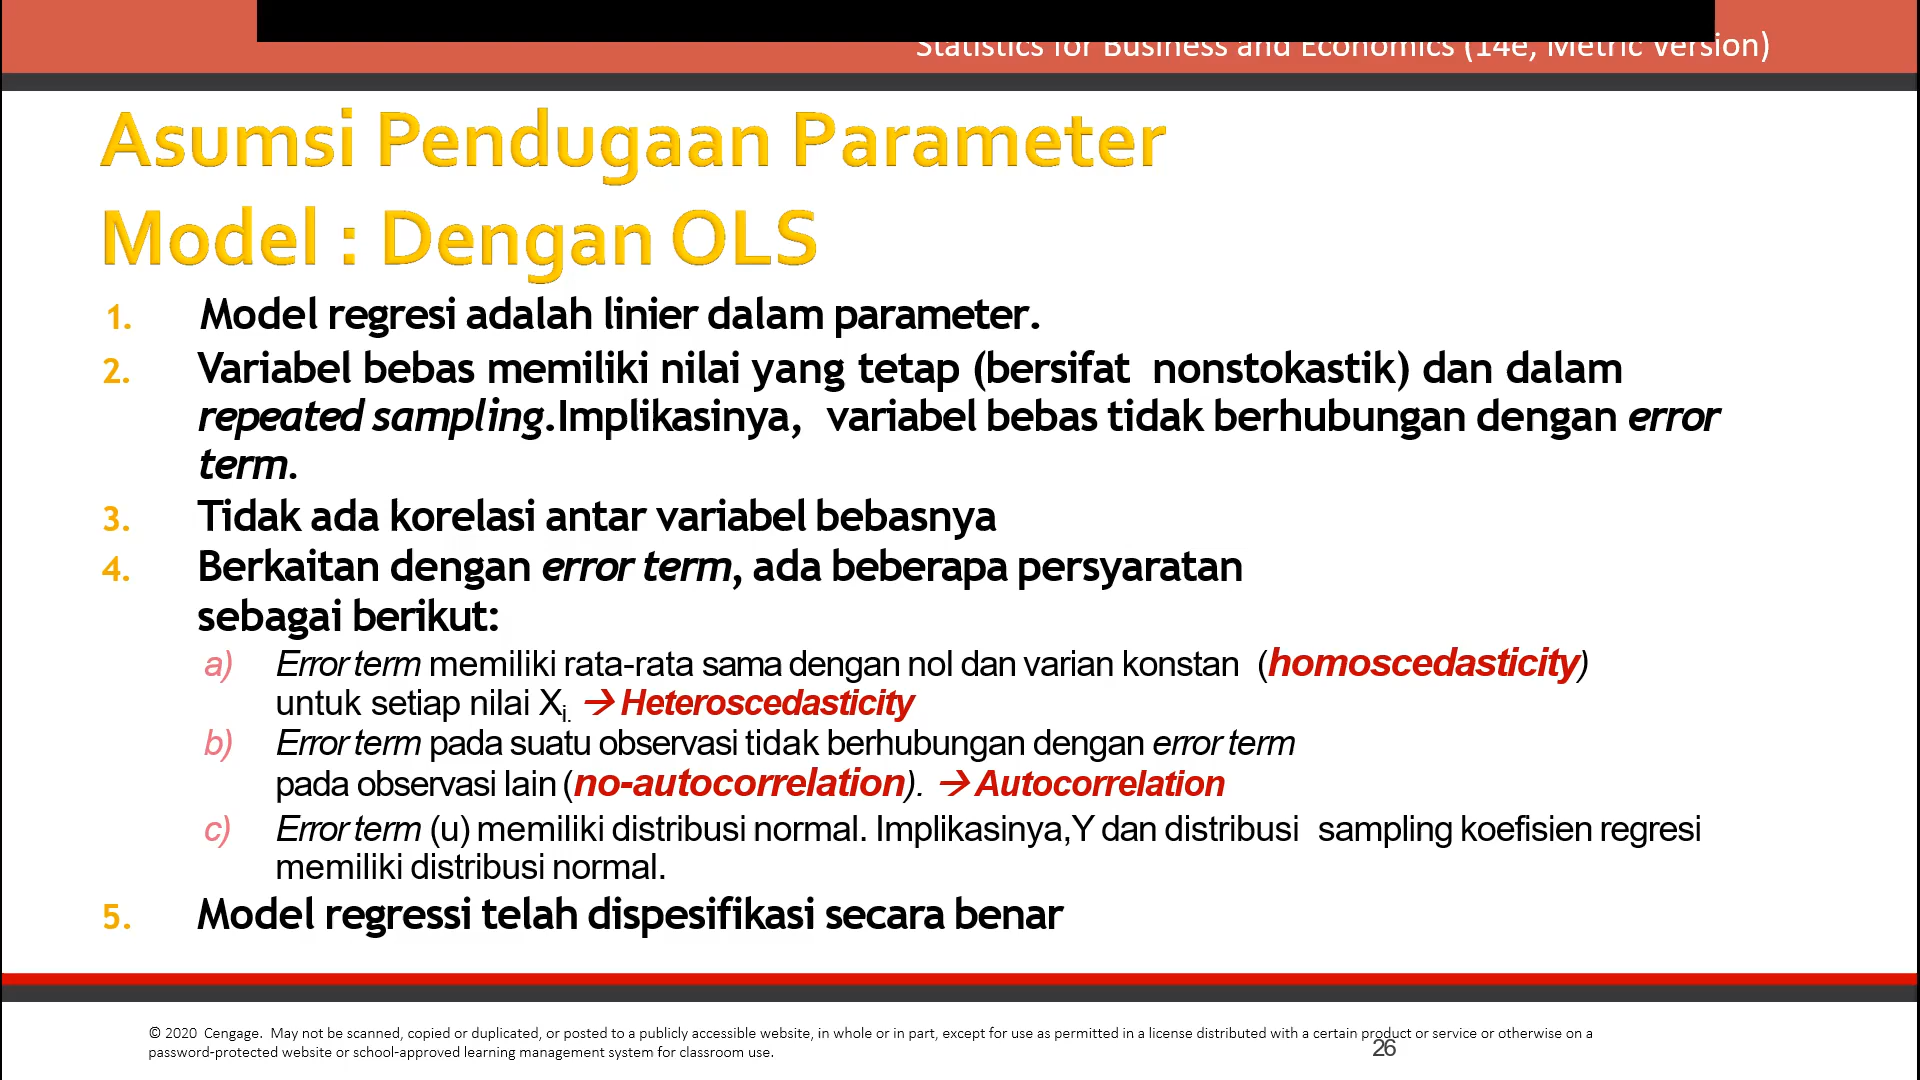 Statistics for Business and Economics (14e, Metric Version)
Asumsi Pendugaan Parameter
Model : Dengan OLS
1. Model regresi adalah linier dalam parameter.
2. Variabel bebas memiliki nilai yang tetap (bersifat nonstokastik) dan dalam
repeated sampling.Implikasinya, variabel bebas tidak berhubungan dengan error
term.
3. Tidak ada korelasi antar variabel bebasnya
4. Berkaitan dengan error term, ada beberapa persyaratan
sebagai berikut:
a) Error term memiliki rata-rata sama dengan nol dan varian konstan (homoscedasticity)
untuk setiap nilai Xi. → Heteroscedasticity
b) Error term pada suatu observasi tidak berhubungan dengan error term
pada observasi lain (no-autocorrelation). → Autocorrelation
c) Error term (u) memiliki distribusi normal. Implikasinya,Y dan distribusi sampling koefisien regresi
memiliki distribusi normal.
5. Model regressi telah dispesifikasi secara benar
© 2020 Cengage. May not be scanned, copied or duplicated, or posted to a publicly accessible website, in whole or in part, except for use as permitted in a license distributed with a certain product or service or otherwise on a
password-protected website or school-approved learning management system for classroom use.
26